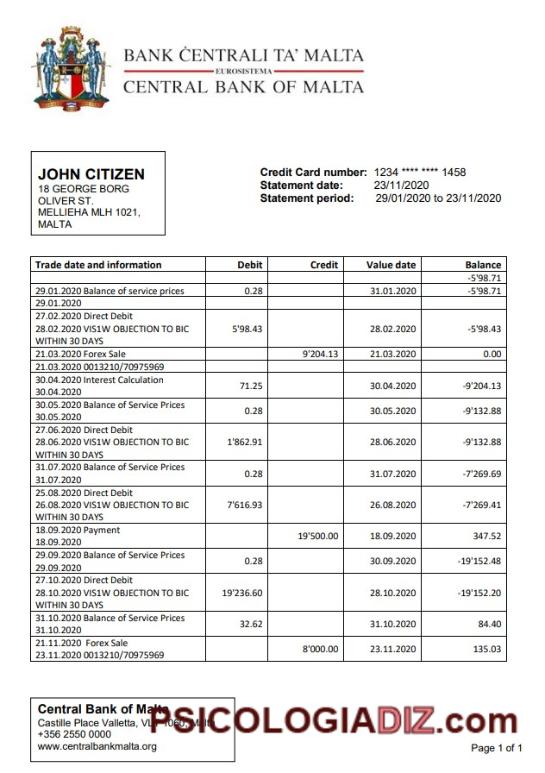 BANK ĊENTRALI TA' MALTA
EUROSISTEMA
CENTRAL BANK OF MALTA
JOHN CITIZEN
18 GEORGE BORG
OLIVER ST.
MELLIEHA MLH 1021,
MALTA
Credit Card number: 1234 **** **** 1458
Statement date: 23/11/2020
Statement period: 29/01/2020 to 23/11/2020
Trade date and information Debit Credit Value date Balance
-5'98.71
29.01.2020 Balance of service prices 0.28 31.01.2020 -5'98.71
29.01.2020
27.02.2020 Direct Debit
28.02.2020 VIS1W OBJECTION TO BIC 5'98.43 28.02.2020 -5'98.43
WITHIN 30 DAYS
21.03.2020 Forex Sale 9'204.13 21.03.2020 0.00
21.03.2020 0013210/70975969
30.04.2020 Interest Calculation 71.25 30.04.2020 -9'204.13
30.04.2020
30.05.2020 Balance of Service Prices 0.28 30.05.2020 -9'132.88
30.05.2020
27.06.2020 Direct Debit
28.06.2020 VIS1W OBJECTION TO BIC 1'862.91 28.06.2020 -9'132.88
WITHIN 30 DAYS
31.07.2020 Balance of Service Prices 0.28 31.07.2020 -7'269.69
31.07.2020
25.08.2020 Direct Debit
26.08.2020 VIS1W OBJECTION TO BIC 7'616.93 26.08.2020 -7'269.41
WITHIN 30 DAYS
18.09.2020 Payment 19'500.00 18.09.2020 347.52
18.09.2020
29.09.2020 Balance of Service Prices 0.28 30.09.2020 -19'152.48
29.09.2020
27.10.2020 Direct Debit
28.10.2020 VIS1W OBJECTION TO BIC 19'236.60 28.10.2020 -19'152.20
WITHIN 30 DAYS
31.10.2020 Balance of Service Prices 32.62 31.10.2020 84.40
31.10.2020
21.11.2020 Forex Sale 8'000.00 23.11.2020 135.03
23.11.2020 0013210/70975969
Central Bank of Malta
Castille Place Valletta, VLT 1060, Malta
+356 2550 0000
www.centralbankmalta.org
PSICOLOGIADIZ.com
Page 1 of 1